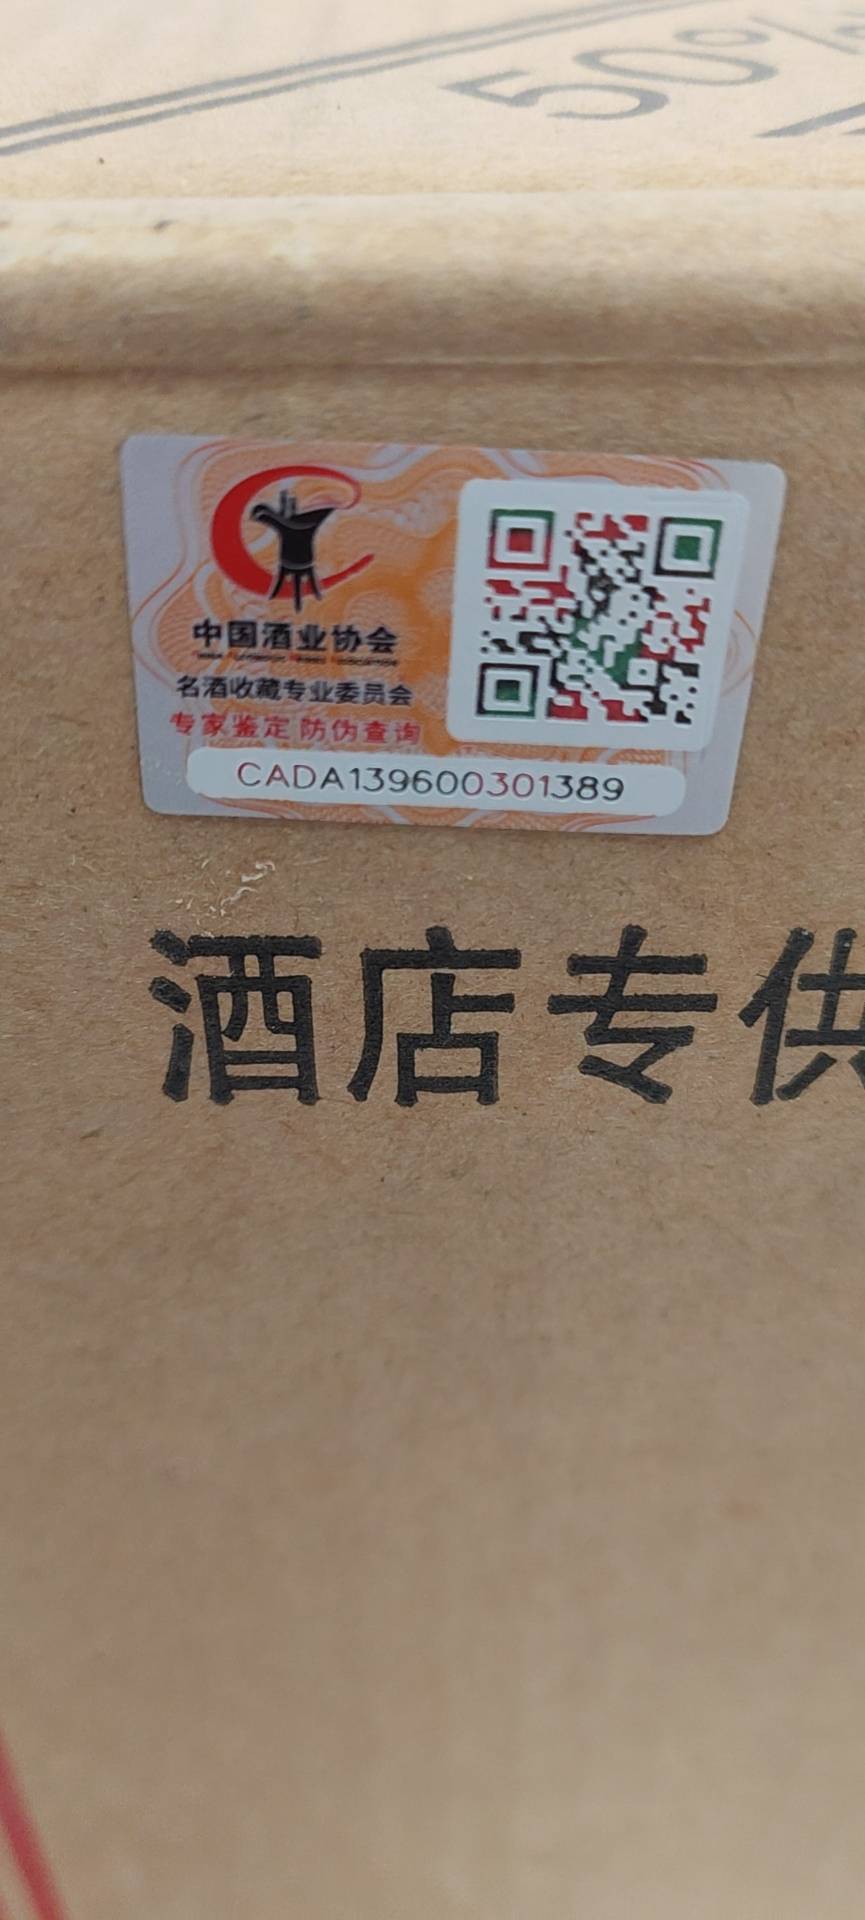 50%
中国酒业协会
名酒收藏专业委员会
专家鉴定 防伪查询
CADA139600301389
酒店专供